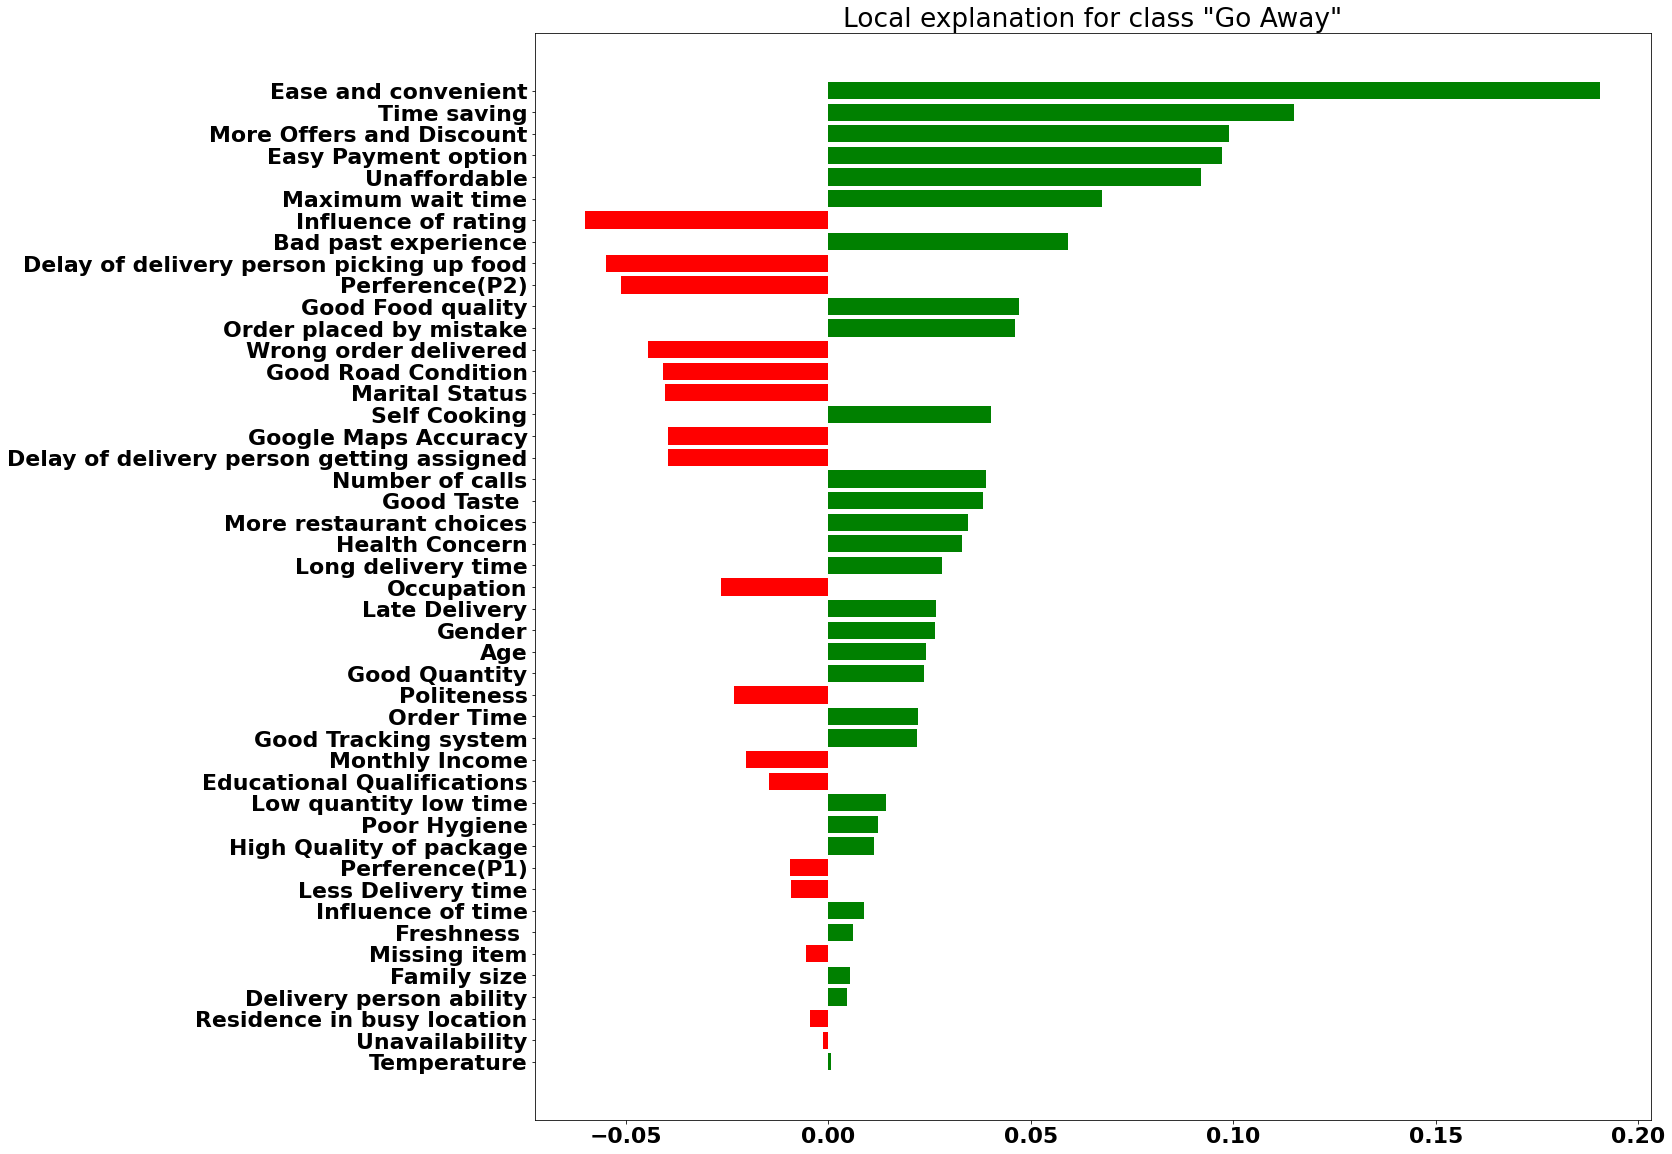 Local explanation for class "Go Away"
Ease and convenient
Time saving
More Offers and Discount
Easy Payment option
Unaffordable
Maximum wait time
Influence of rating
Bad past experience
Delay of delivery person picking up food
Perference(P2)
Good Food quality
Order placed by mistake
Wrong order delivered
Good Road Condition
Marital Status
Self Cooking
Google Maps Accuracy
Delay of delivery person getting assigned
Number of calls
Good Taste
More restaurant choices
Health Concern
Long delivery time
Occupation
Late Delivery
Gender
Age
Good Quantity
Politeness
Order Time
Good Tracking system
Monthly Income
Educational Qualifications
Low quantity low time
Poor Hygiene
High Quality of package
Perference(P1)
Less Delivery time
Influence of time
Freshness
Missing item
Family size
Delivery person ability
Residence in busy location
Unavailability
Temperature
−0.05 0.00 0.05 0.10 0.15 0.20